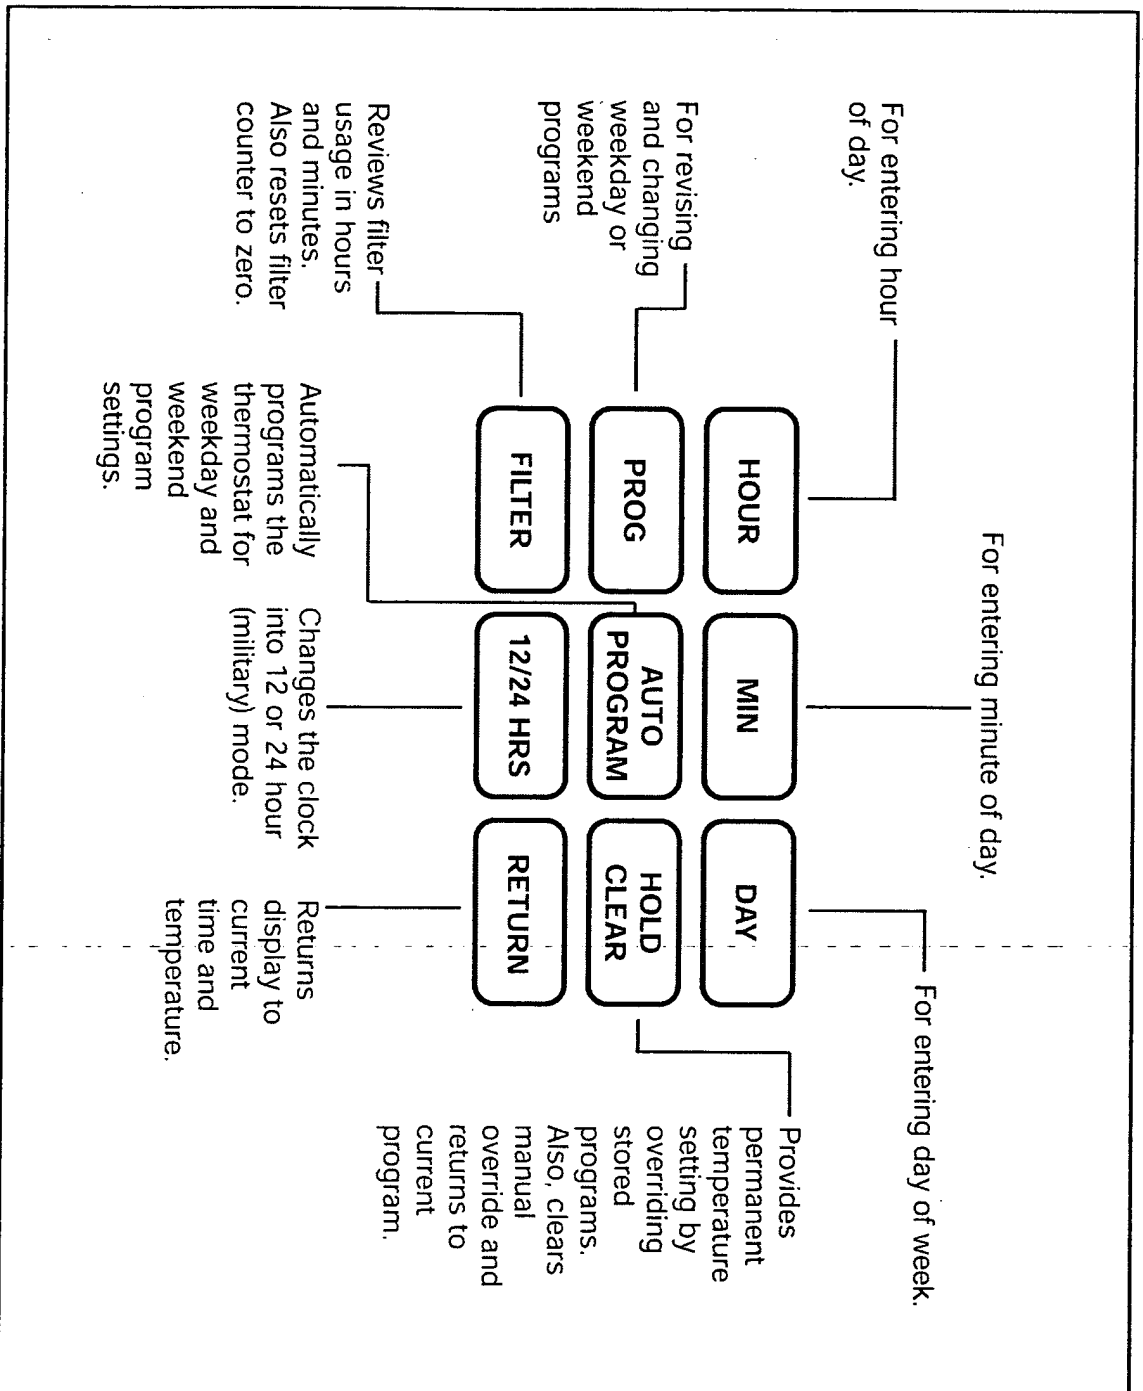 For entering minute of day.
For entering hour
of day.
For entering day of week.
For revising
and changing
weekday or
weekend
programs
HOUR
MIN
DAY
PROG
AUTO
PROGRAM
HOLD
CLEAR
FILTER
12/24 HRS
RETURN
Provides
permanent
temperature
setting by
overriding
stored
programs.
Also, clears
manual
override and
returns to
current
program.
Reviews filter
usage in hours
and minutes.
Also resets filter
counter to zero.
Automatically
programs the
thermostat for
weekday and
weekend
program
settings.
Changes the clock
into 12 or 24 hour
(military) mode.
Returns
display to
current
time and
temperature.